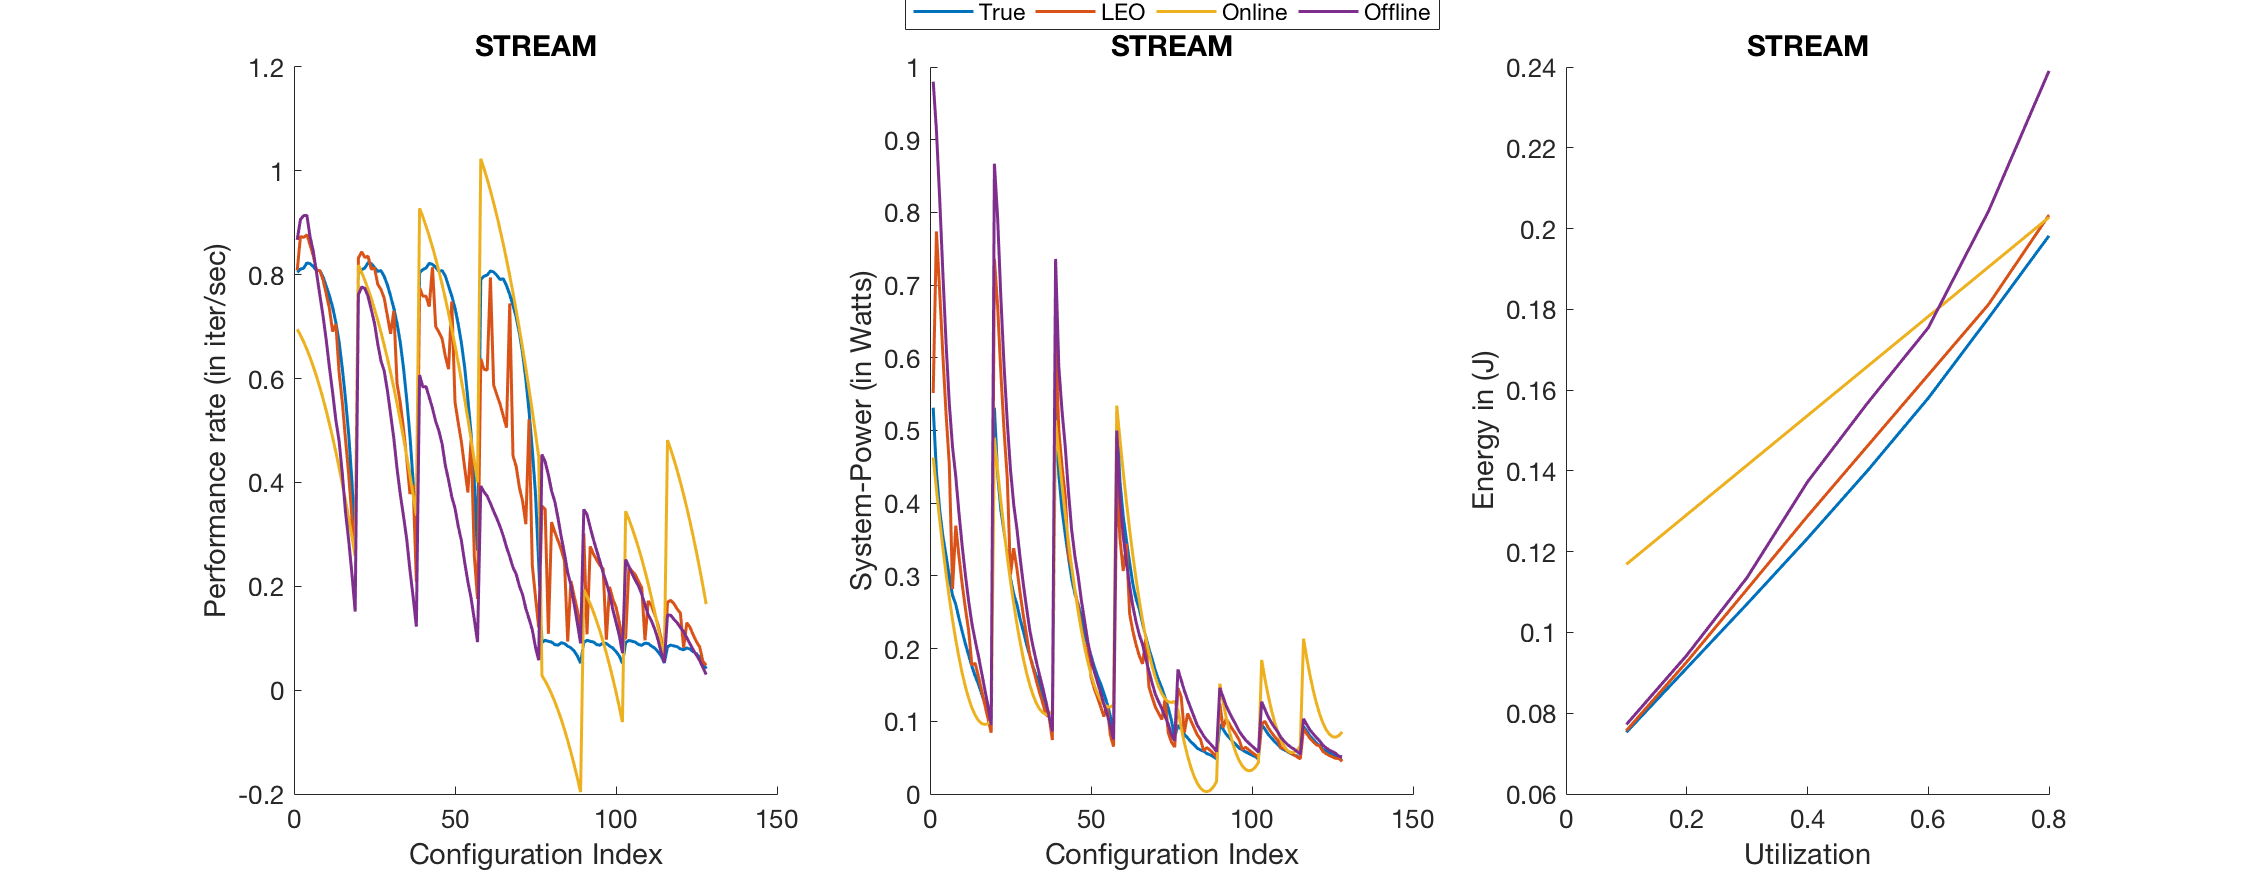 True LEO Online Offline
STREAM
1.2
1
0.8
0.6
0.4
0.2
0
-0.2
0 50 100 150
Performance rate (in iter/sec)
Configuration Index
STREAM
1
0.9
0.8
0.7
0.6
0.5
0.4
0.3
0.2
0.1
0
0 50 100 150
System-Power (in Watts)
Configuration Index
STREAM
0.24
0.22
0.2
0.18
0.16
0.14
0.12
0.1
0.08
0.06
0 0.2 0.4 0.6 0.8
Energy in (J)
Utilization